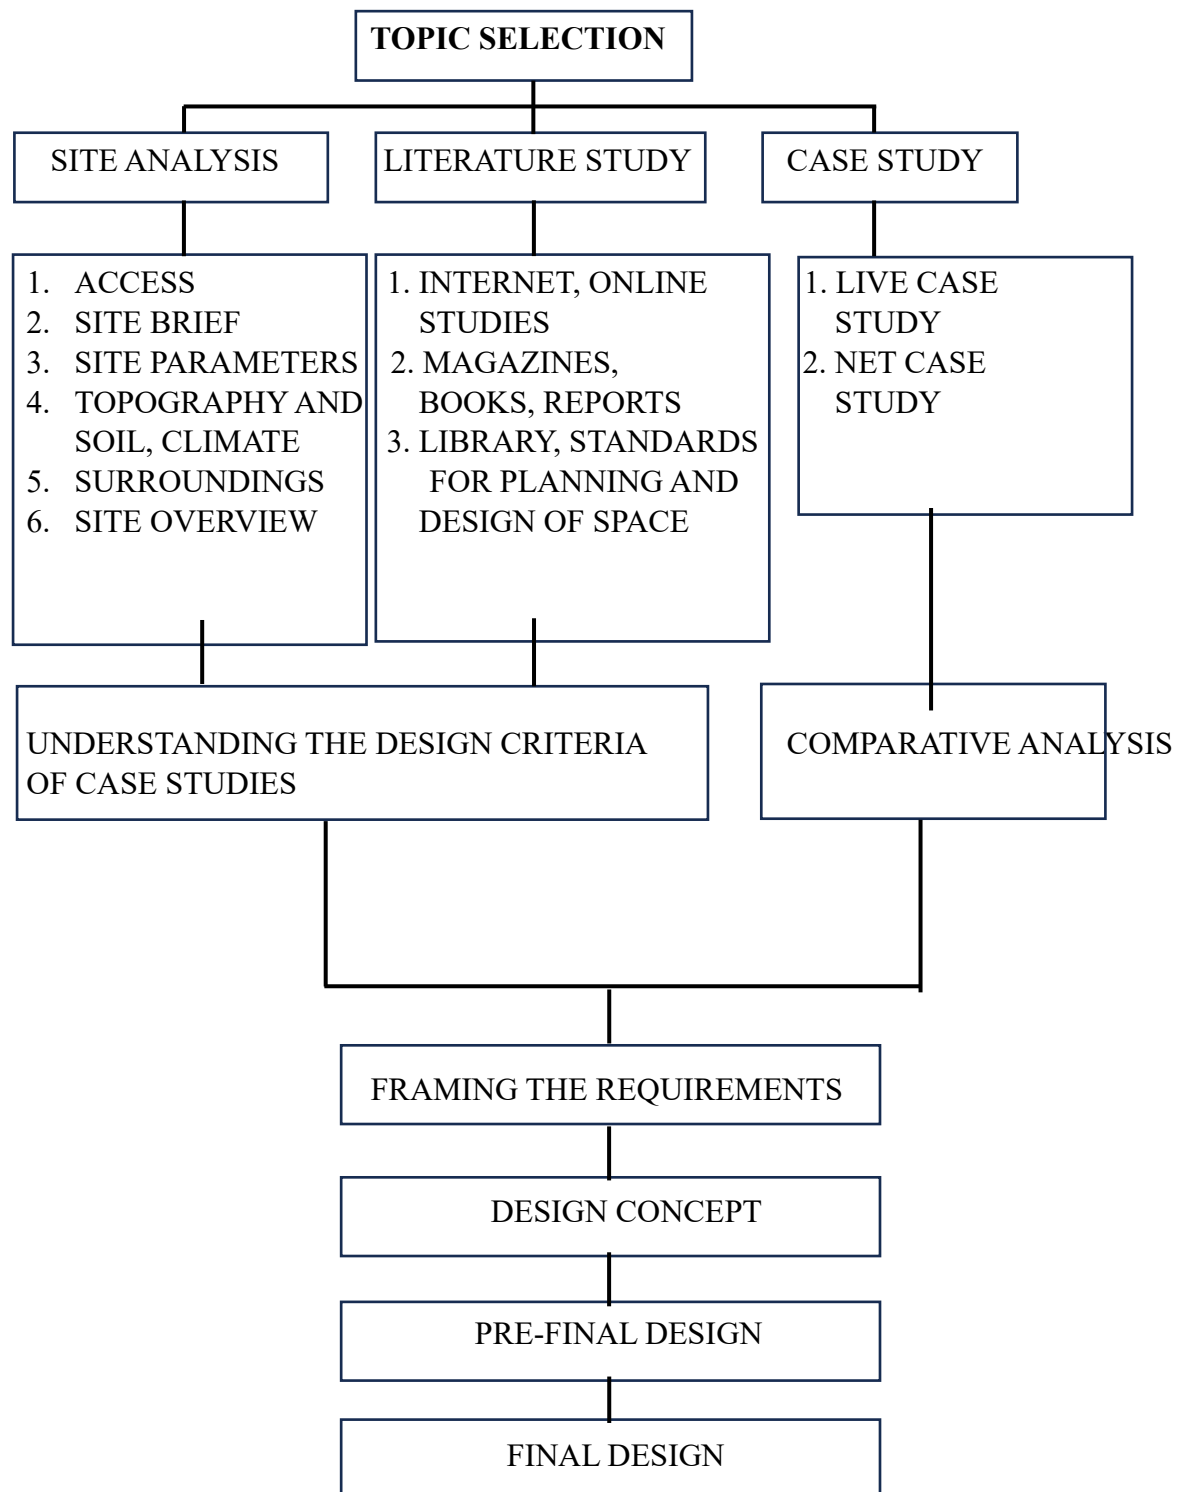 TOPIC SELECTION
SITE ANALYSIS
LITERATURE STUDY
CASE STUDY
1. ACCESS
2. SITE BRIEF
3. SITE PARAMETERS
4. TOPOGRAPHY AND
SOIL, CLIMATE
5. SURROUNDINGS
6. SITE OVERVIEW
1. INTERNET, ONLINE
STUDIES
2. MAGAZINES,
BOOKS, REPORTS
3. LIBRARY, STANDARDS
FOR PLANNING AND
DESIGN OF SPACE
1. LIVE CASE
STUDY
2. NET CASE
STUDY
UNDERSTANDING THE DESIGN CRITERIA
OF CASE STUDIES
COMPARATIVE ANALYSIS
FRAMING THE REQUIREMENTS
DESIGN CONCEPT
PRE-FINAL DESIGN
FINAL DESIGN